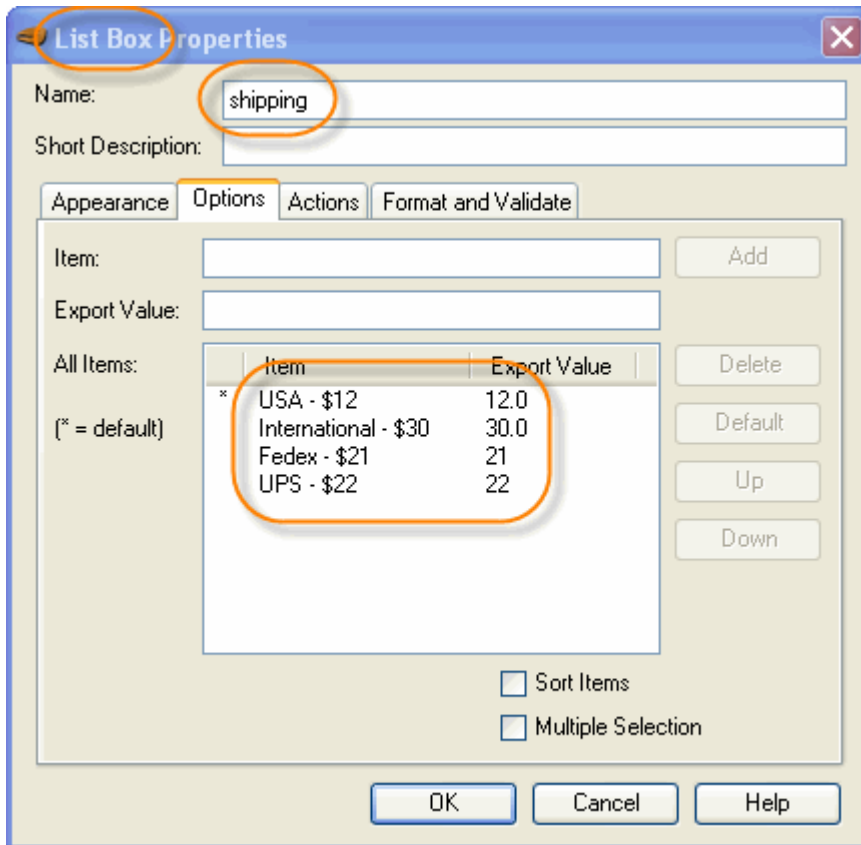 List Box Properties
Name: shipping
Short Description:
Appearance Options Actions Format and Validate
Item: Add
Export Value:
All Items: Item Export Value Delete
* USA - $12 12.0
(* = default) International - $30 30.0 Default
Fedex - $21 21
UPS - $22 22 Up
Down
Sort Items
Multiple Selection
OK Cancel Help